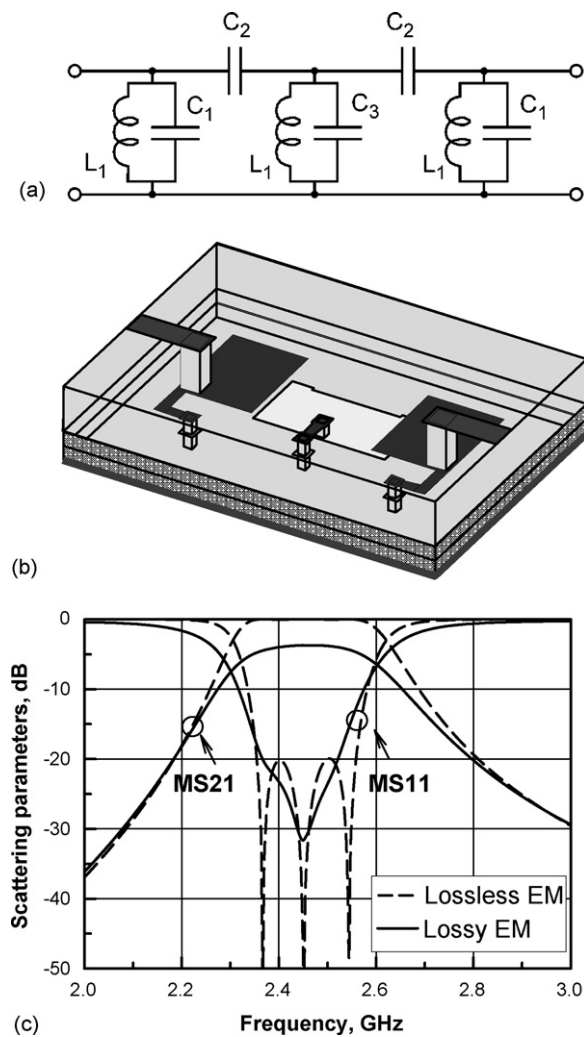 C2 C2
C1 C3 C1
L1 L1 L1
(a)
(b)
0
-10
-20
-30
-40
-50
Scattering parameters, dB
MS21
MS11
Lossless EM
Lossy EM
2.0 2.2 2.4 2.6 2.8 3.0
(c) Frequency, GHz